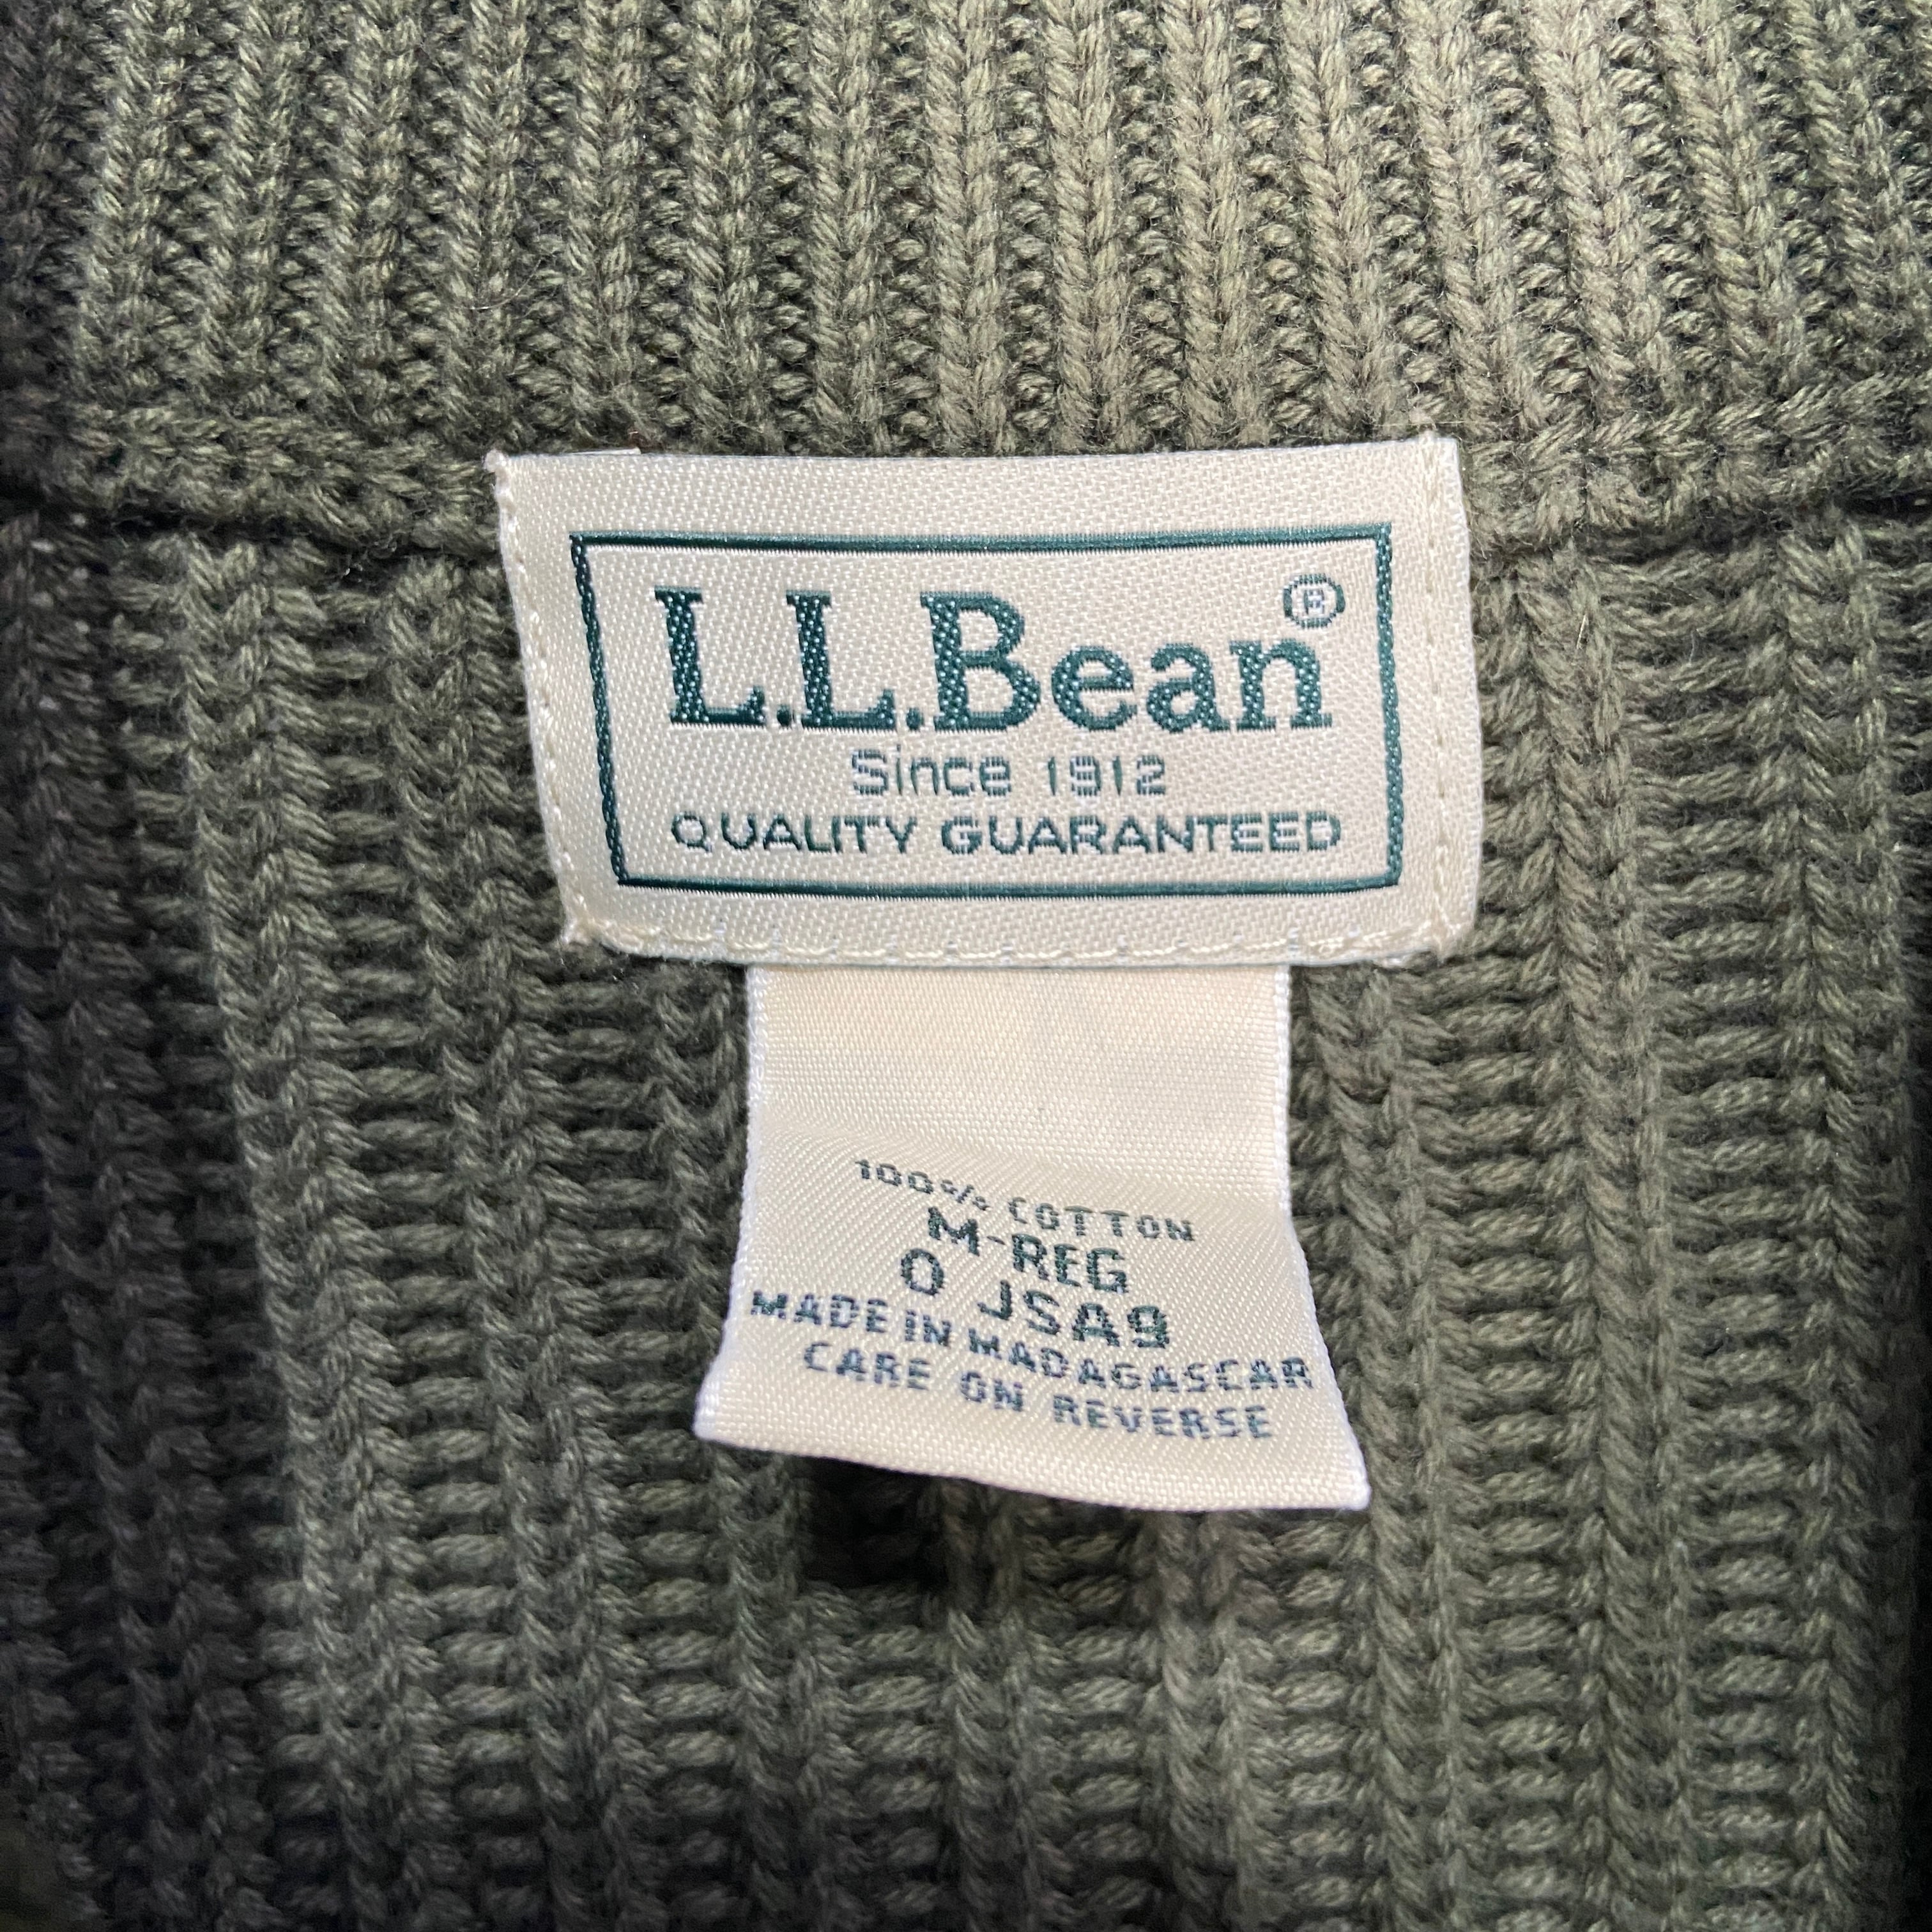 L.L.Bean®
Since 1912
QUALITY GUARANTEED
100% COTTON
M-REG
0 JSA9
MADE IN MADAGASCAR
CARE ON REVERSE